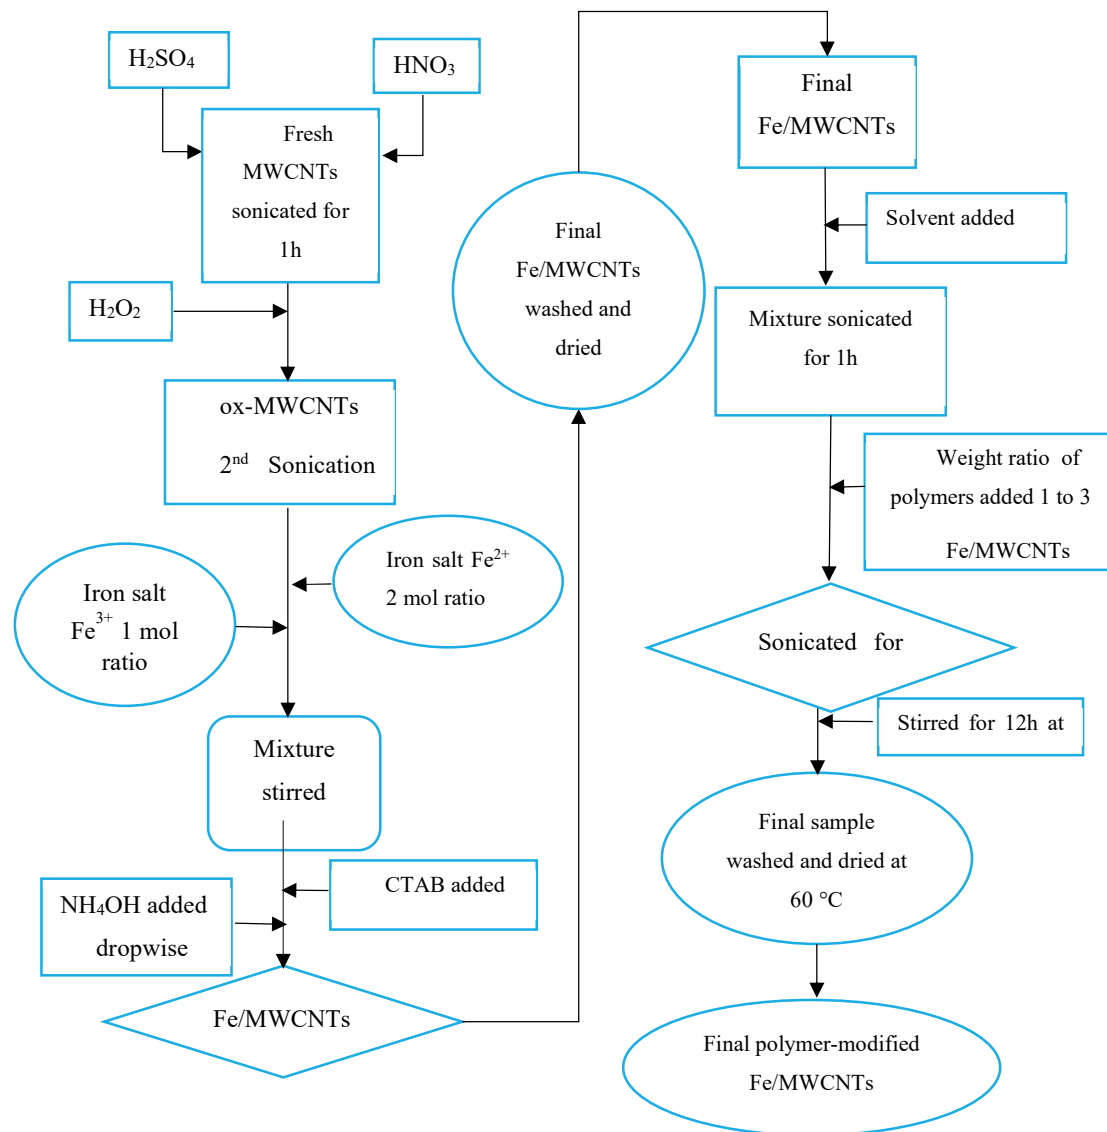 H₂SO₄
HNO₃
Fresh
MWCNTs
sonicated for
1h
H₂O₂
ox-MWCNTs
2ⁿᵈ Sonication
Iron salt
Fe³⁺ 1 mol
ratio
Iron salt Fe²⁺
2 mol ratio
Mixture
stirred
CTAB added
NH₄OH added
dropwise
Fe/MWCNTs
Final
Fe/MWCNTs
washed and
dried
Final
Fe/MWCNTs
Solvent added
Mixture sonicated
for 1h
Weight ratio of
polymers added 1 to 3
Fe/MWCNTs
Sonicated for
Stirred for 12h at
Final sample
washed and dried at
60 °C
Final polymer-modified
Fe/MWCNTs